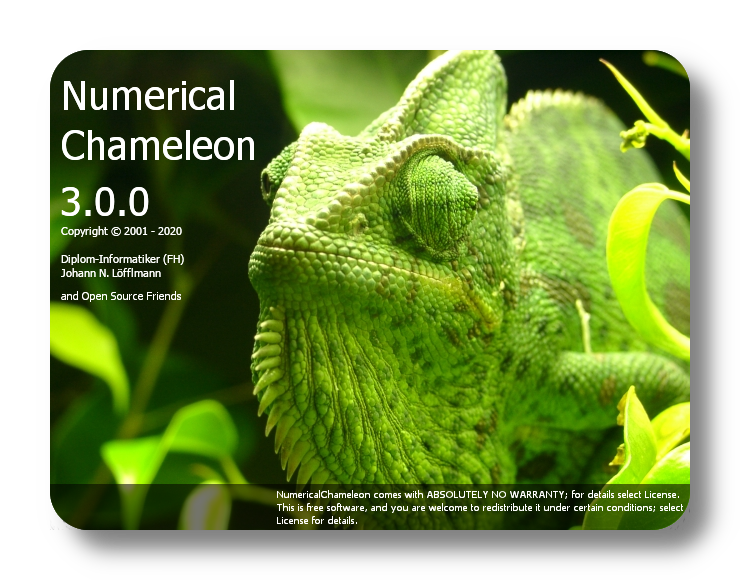 Numerical
Chameleon
3.0.0
Copyright © 2001 - 2020
Diplom-Informatiker (FH)
Johann N. Löfflmann
and Open Source Friends
NumericalChameleon comes with ABSOLUTELY NO WARRANTY; for details select License.
This is free software, and you are welcome to redistribute it under certain conditions; select
License for details.